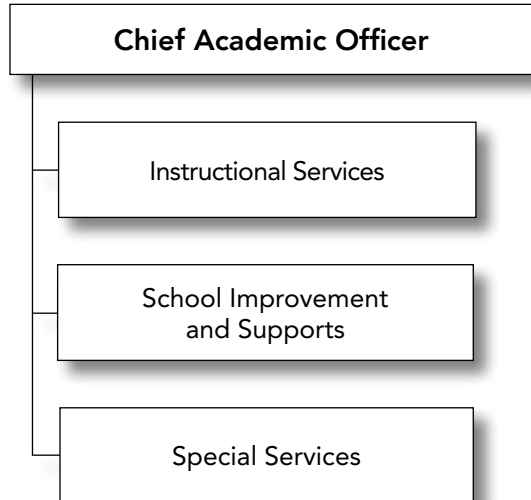 Chief Academic Officer
Instructional Services
School Improvement
and Supports
Special Services